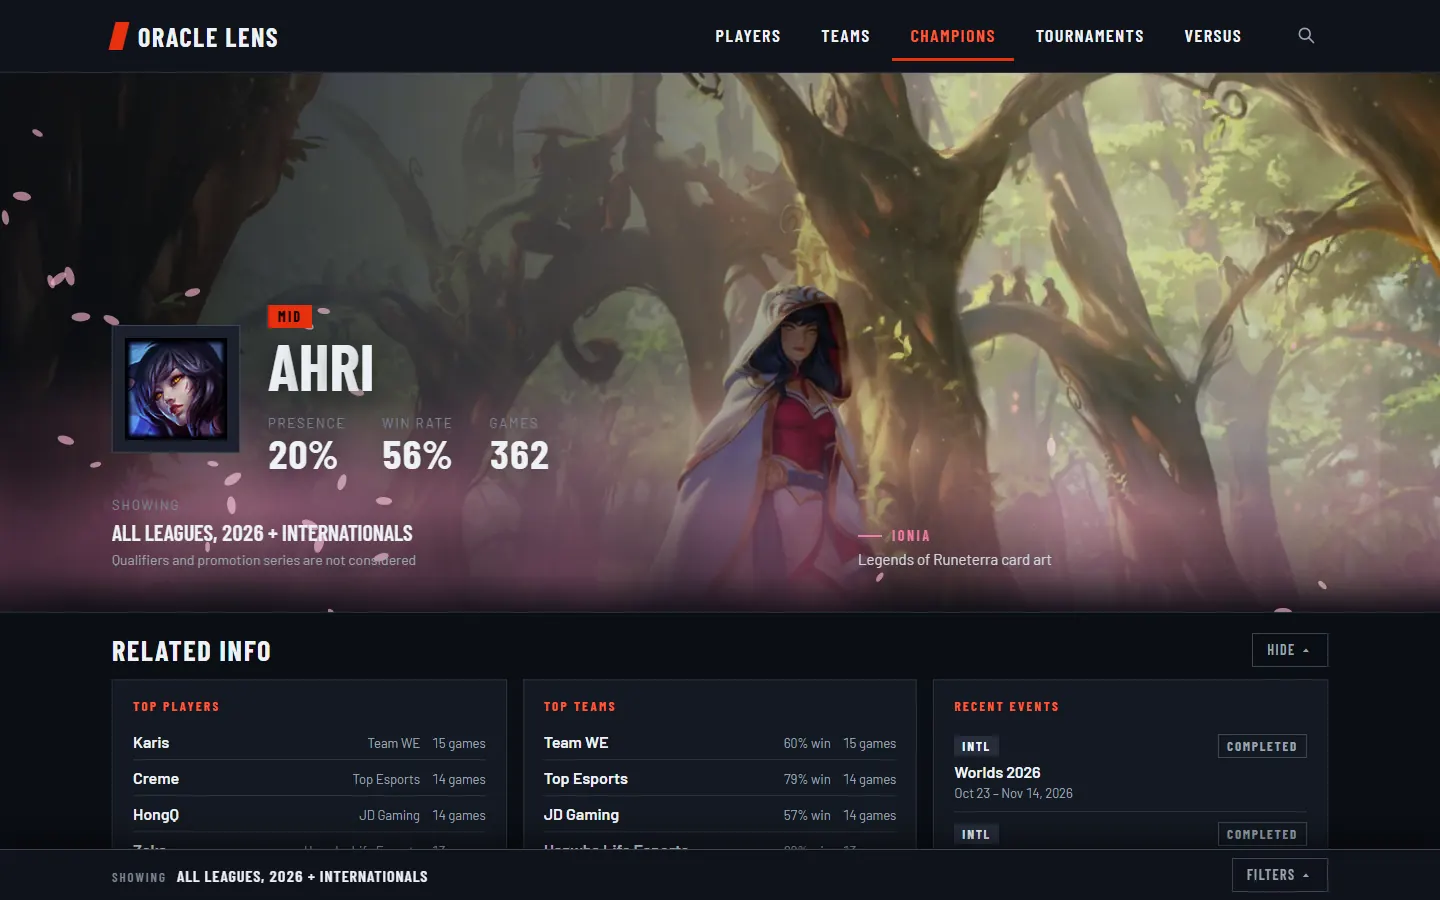 ORACLE LENS
PLAYERS
TEAMS
CHAMPIONS
TOURNAMENTS
VERSUS
MID
AHRI
PRESENCE
WIN RATE
GAMES
20%
56%
362
SHOWING
ALL LEAGUES, 2026 + INTERNATIONALS
Qualifiers and promotion series are not considered
IONIA
Legends of Runeterra card art
RELATED INFO
HIDE
TOP PLAYERS
Karis Team WE 15 games
Creme Top Esports 14 games
HongQ JD Gaming 14 games
TOP TEAMS
Team WE 60% win 15 games
Top Esports 79% win 14 games
JD Gaming 57% win 14 games
RECENT EVENTS
INTL COMPLETED
Worlds 2026
Oct 23 – Nov 14, 2026
INTL COMPLETED
SHOWING ALL LEAGUES, 2026 + INTERNATIONALS
FILTERS